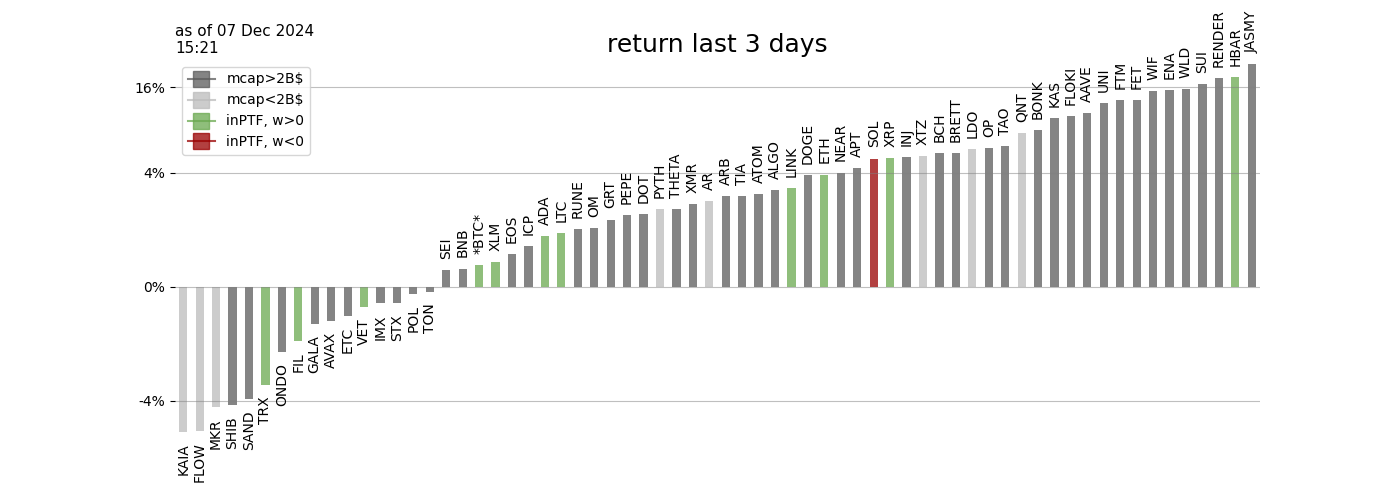 as of 07 Dec 2024
15:21
return last 3 days
mcap>2B$
mcap<2B$
inPTF, w>0
inPTF, w<0
16%
4%
0%
-4%
KAIA
FLOW
MKR
SHIB
SAND
TRX
ONDO
FIL
GALA
AVAX
ETC
VET
IMX
STX
POL
TON
SEI
BNB
*BTC*
XLM
EOS
ICP
ADA
LTC
RUNE
OM
GRT
PEPE
DOT
PYTH
THETA
XMR
AR
ARB
TIA
ATOM
ALGO
LINK
DOGE
ETH
NEAR
APT
SOL
XRP
INJ
XTZ
BCH
BRETT
LDO
OP
TAO
QNT
BONK
KAS
FLOKI
AAVE
UNI
FTM
FET
WIF
ENA
WLD
SUI
RENDER
HBAR
JASMY